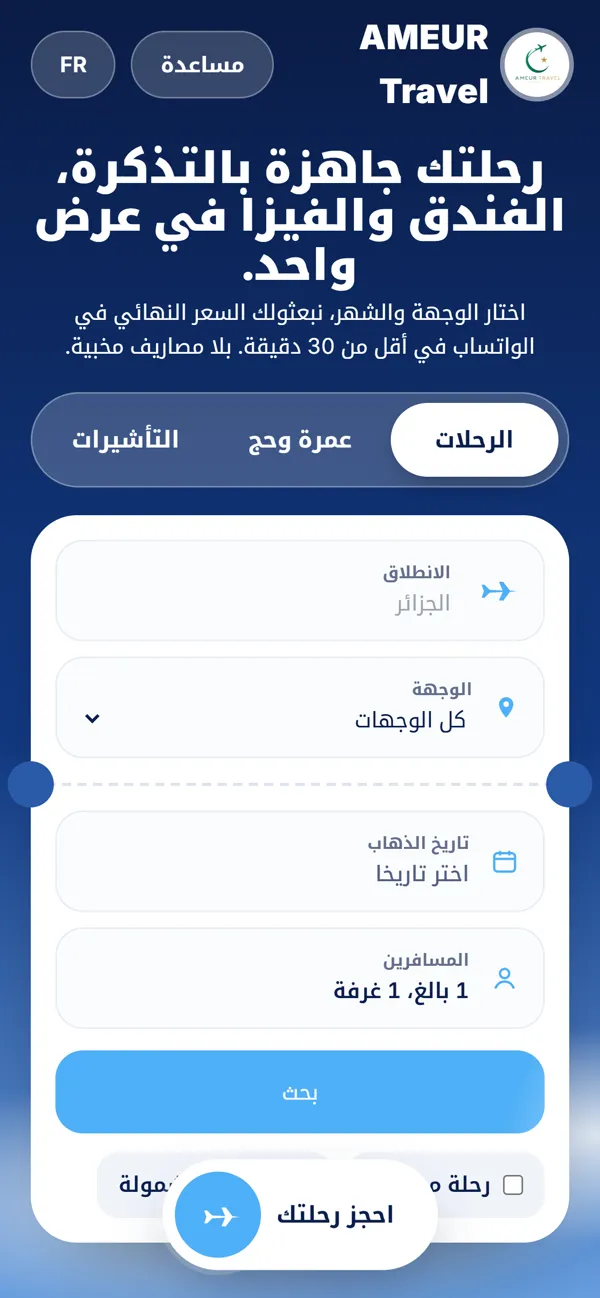 AMEUR
Travel
AMEUR TRAVEL
مساعدة
FR
رحلتك جاهزة بالتذكرة،
الفندق والفيزا في عرض
واحد.
اختار الوجهة والشهر، نبعثولك السعر النهائي في
الواتساب في أقل من 30 دقيقة. بلا مصاريف مخبية.
الرحلات
عمرة وحج
التأشيرات
الانطلاق
الجزائر
الوجهة
كل الوجهات
تاريخ الذهاب
اختر تاريخا
المسافرين
1 بالغ، 1 غرفة
بحث
رحلة
احجز رحلتك